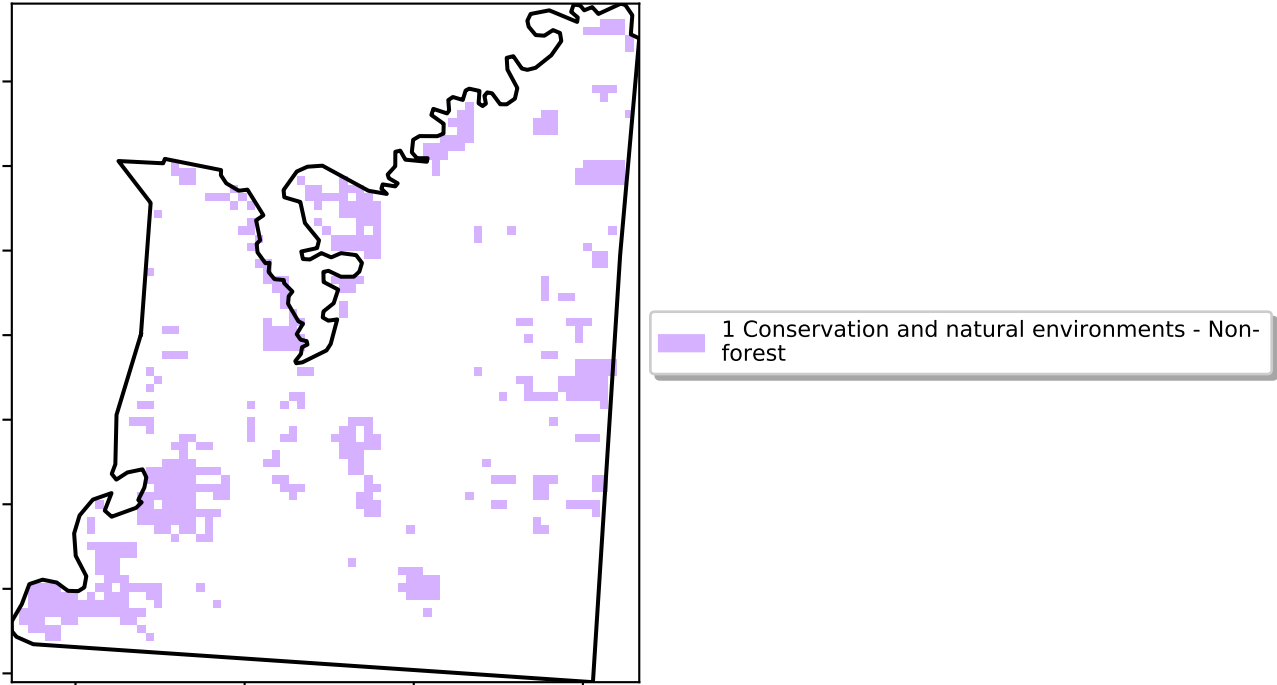 1 Conservation and natural environments - Non-
forest